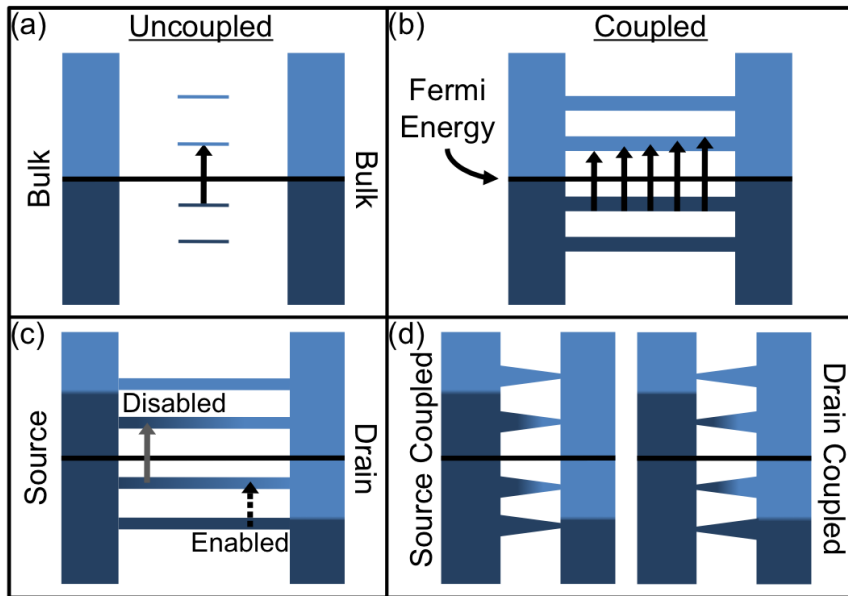 (a)
Uncoupled
Bulk
Bulk
(b)
Coupled
Fermi
Energy
(c)
Source
Disabled
Enabled
Drain
(d)
Source Coupled
Drain Coupled